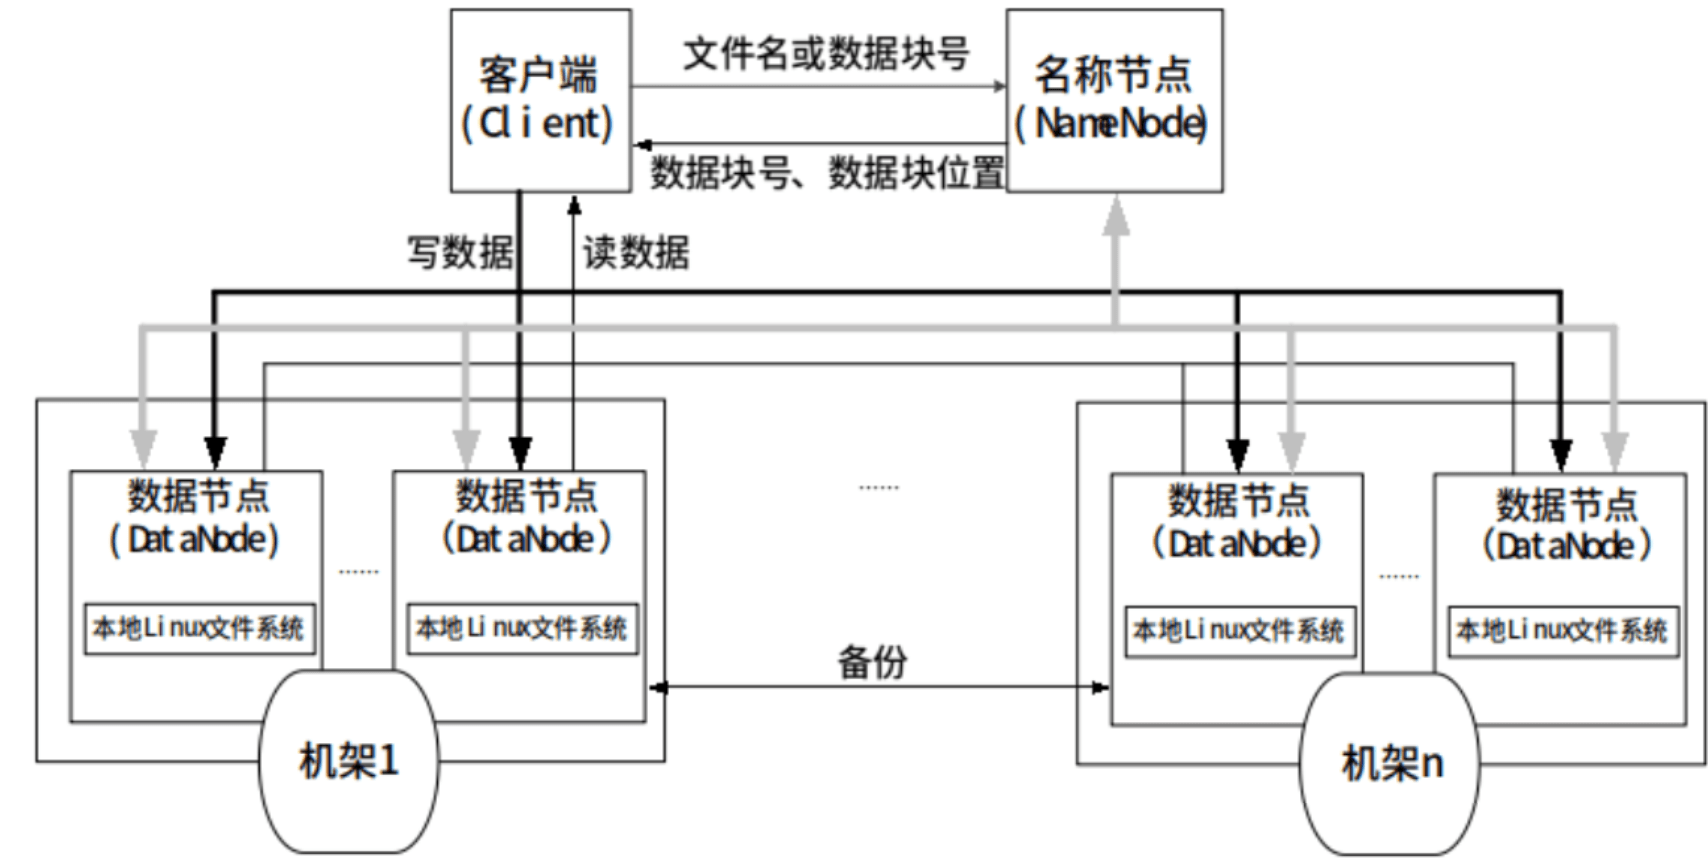 客户端
(Client)
文件名或数据块号
名称节点
(NameNode)
数据块号、数据块位置
写数据
读数据
数据节点
(DataNode)
......
本地Linux文件系统
数据节点
(DataNode)
本地Linux文件系统
机架1
......
备份
数据节点
(DataNode)
......
本地Linux文件系统
数据节点
(DataNode)
本地Linux文件系统
机架n